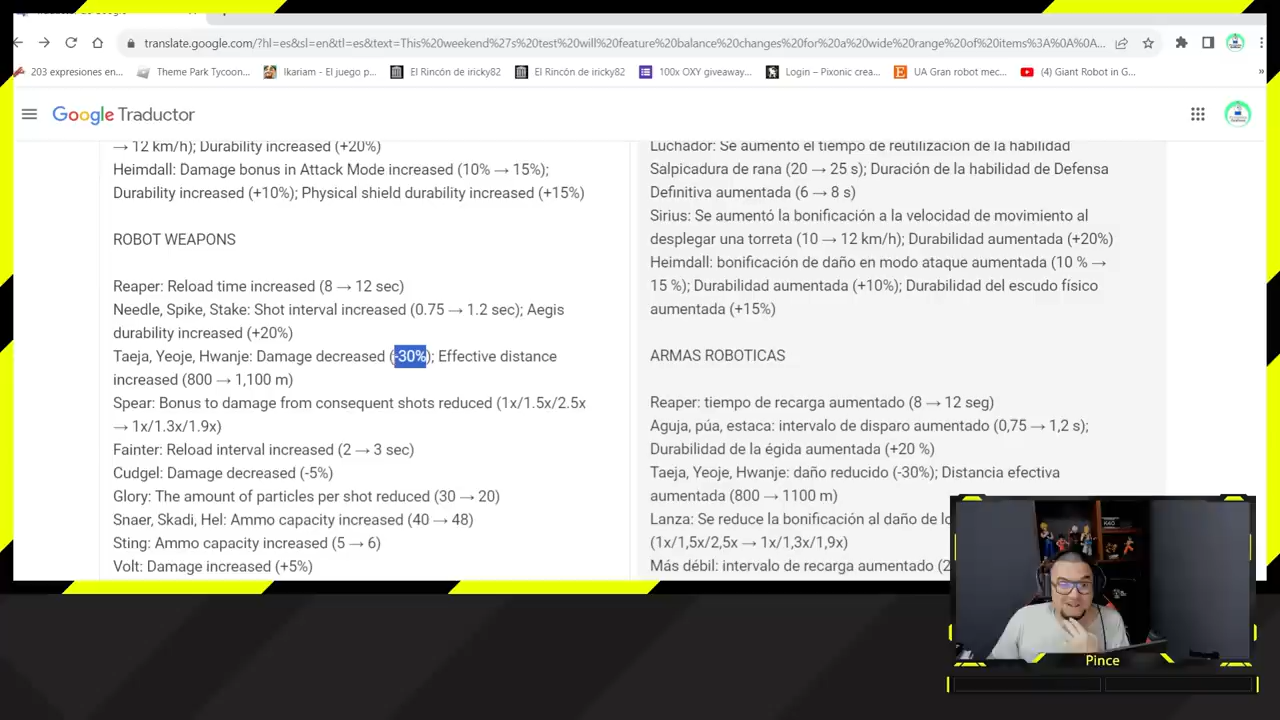 translate.google.com/?hl=es&sl=en&tl=es&text=This%20weekend%27s%20test%20will%20feature%20balance%20changes%20for%20a%20wide%20range%20of%20items%3A%0A%0A...
203 expresiones en...
Theme Park Tycoon...
Ikariam - El juego p...
El Rincón de iricky82
El Rincón de iricky82
100x OXY giveaway...
Login – Pixonic crea...
UA Gran robot mec...
(4) Giant Robot in G...
»
Google Traductor
→ 12 km/h); Durability increased (+20%)
Heimdall: Damage bonus in Attack Mode increased (10% → 15%);
Durability increased (+10%); Physical shield durability increased (+15%)
ROBOT WEAPONS
Reaper: Reload time increased (8 → 12 sec)
Needle, Spike, Stake: Shot interval increased (0.75 → 1.2 sec); Aegis
durability increased (+20%)
Taeja, Yeoje, Hwanje: Damage decreased (-30%); Effective distance
increased (800 → 1,100 m)
Spear: Bonus to damage from consequent shots reduced (1x/1.5x/2.5x
→ 1x/1.3x/1.9x)
Fainter: Reload interval increased (2 → 3 sec)
Cudgel: Damage decreased (-5%)
Glory: The amount of particles per shot reduced (30 → 20)
Snaer, Skadi, Hel: Ammo capacity increased (40 → 48)
Sting: Ammo capacity increased (5 → 6)
Volt: Damage increased (+5%)
Luchador: Se aumentó el tiempo de reutilización de la habilidad
Salpicadura de rana (20 → 25 s); Duración de la habilidad de Defensa
Definitiva aumentada (6 → 8 s)
Sirius: Se aumentó la bonificación a la velocidad de movimiento al
desplegar una torreta (10 → 12 km/h); Durabilidad aumentada (+20%)
Heimdall: bonificación de daño en modo ataque aumentada (10 % →
15 %); Durabilidad aumentada (+10%); Durabilidad del escudo físico
aumentada (+15%)
ARMAS ROBOTICAS
Reaper: tiempo de recarga aumentado (8 → 12 seg)
Aguja, púa, estaca: intervalo de disparo aumentado (0,75 → 1,2 s);
Durabilidad de la égida aumentada (+20 %)
Taeja, Yeoje, Hwanje: daño reducido (-30%); Distancia efectiva
aumentada (800 → 1100 m)
Lanza: Se reduce la bonificación al daño de lo
(1x/1,5x/2,5x → 1x/1,3x/1,9x)
Más débil: intervalo de recarga aumentado (2
Pince